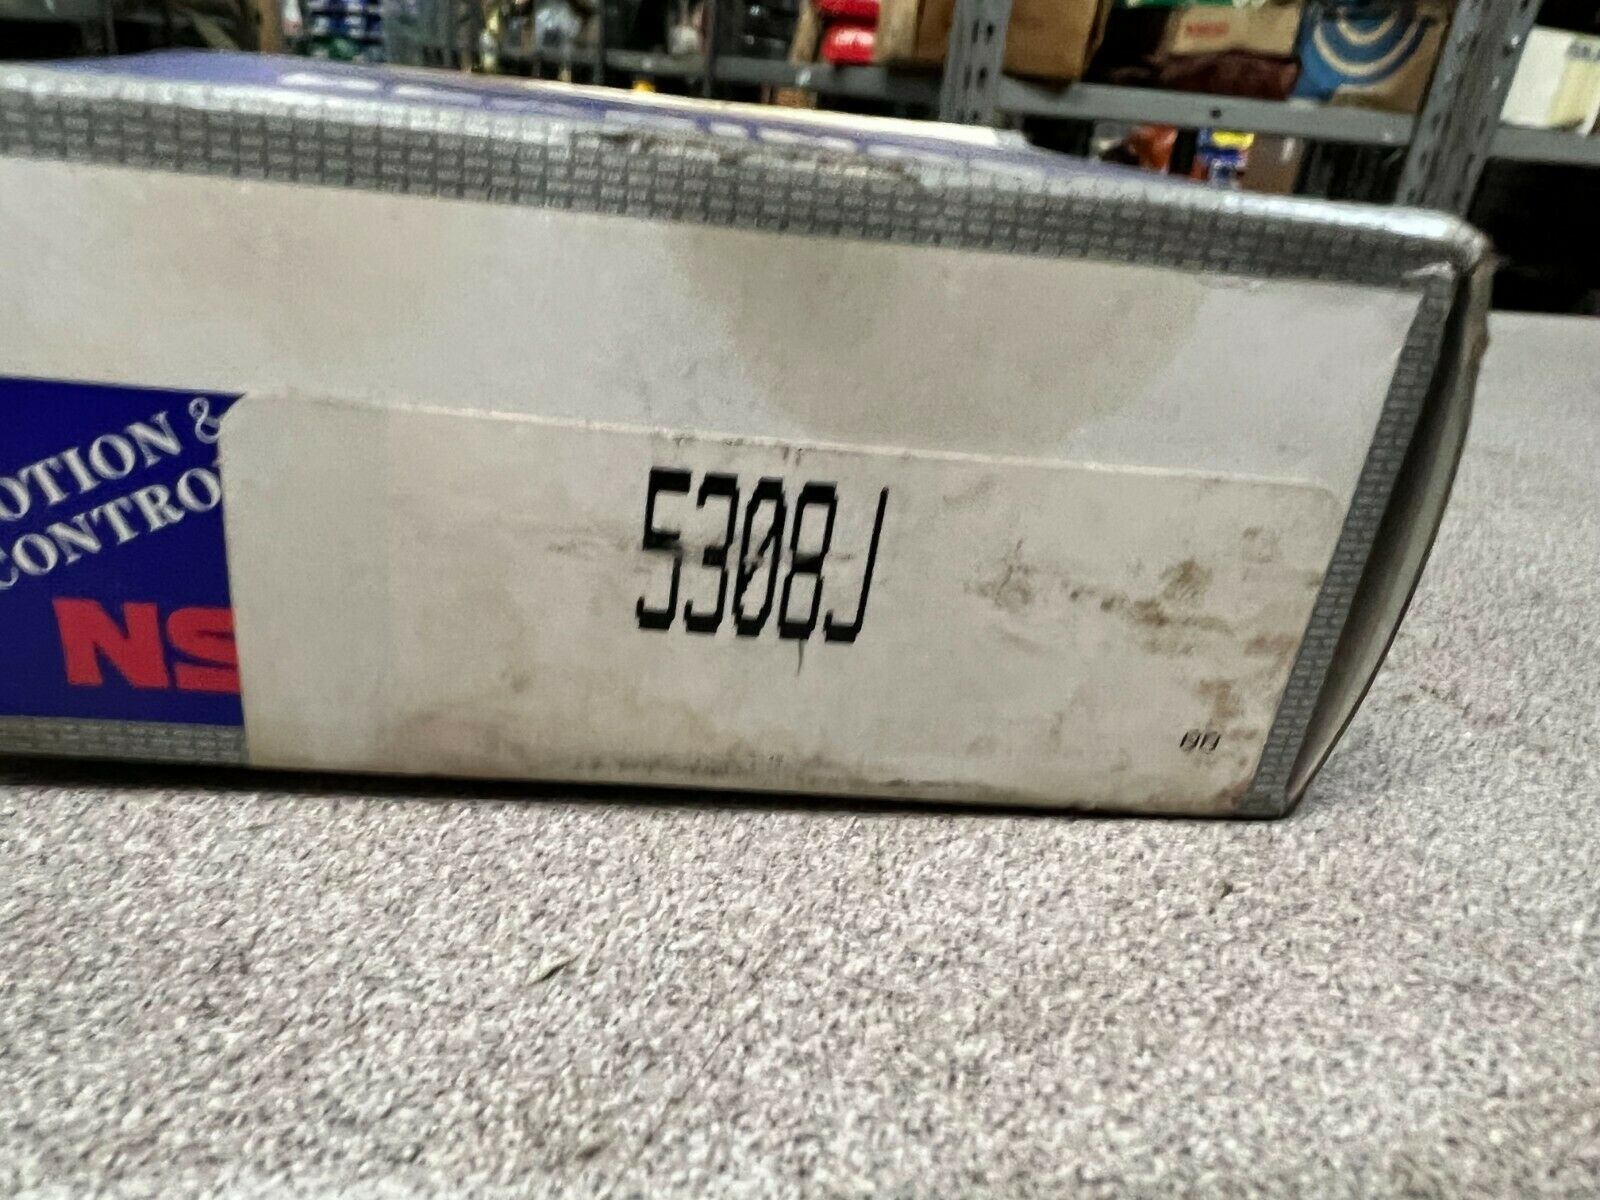 OTION &
CONTRO
NS
5308J